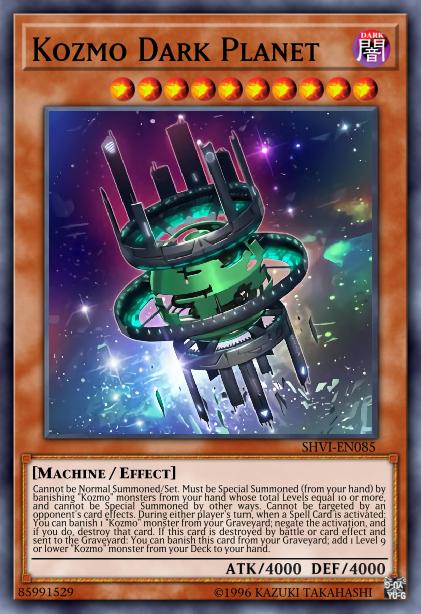 Kozmo Dark Planet
DARK
闇
SHVI-EN085
[Machine / Effect]
Cannot be Normal Summoned/Set. Must be Special Summoned (from your hand) by
banishing "Kozmo" monsters from your hand whose total Levels equal 10 or more,
and cannot be Special Summoned by other ways. Cannot be targeted by an
opponent's card effects. During either player's turn, when a Spell Card is activated:
You can banish 1 "Kozmo" monster from your Graveyard; negate the activation, and
if you do, destroy that card. If this card is destroyed by battle or card effect and
sent to the Graveyard: You can banish this card from your Graveyard; add 1 Level 9
or lower "Kozmo" monster from your Deck to your hand.
ATK/4000 DEF/4000
85991529
©1996 KAZUKI TAKAHASHI